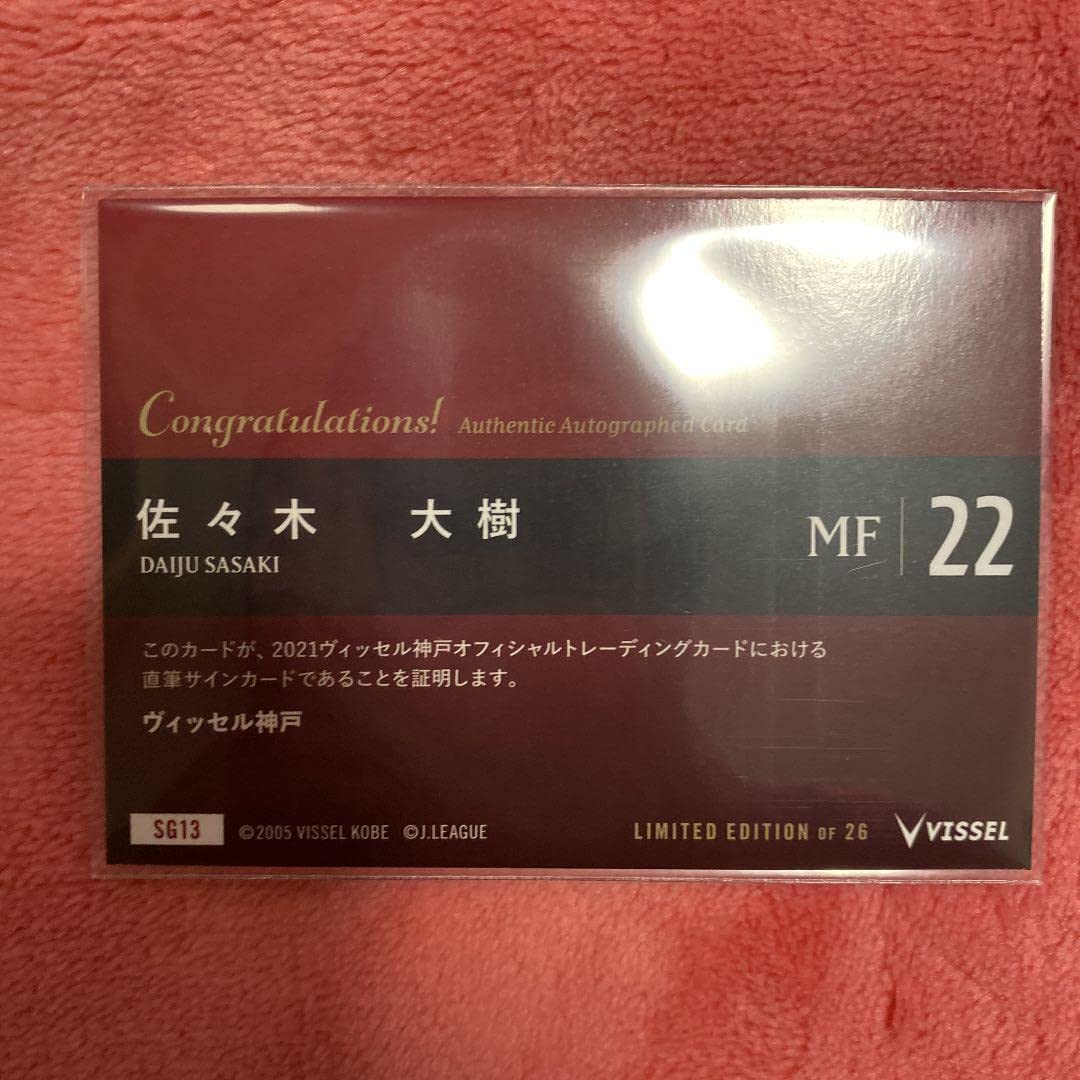 Congratulations! Authentic Autographed Card
佐々木 大樹 MF 22
DAIJU SASAKI
このカードが、2021ヴィッセル神戸オフィシャルトレーディングカードにおける
直筆サインカードであることを証明します。
ヴィッセル神戸
SG13 ©2005 VISSEL KOBE ©J.LEAGUE LIMITED EDITION OF 26 VISSEL